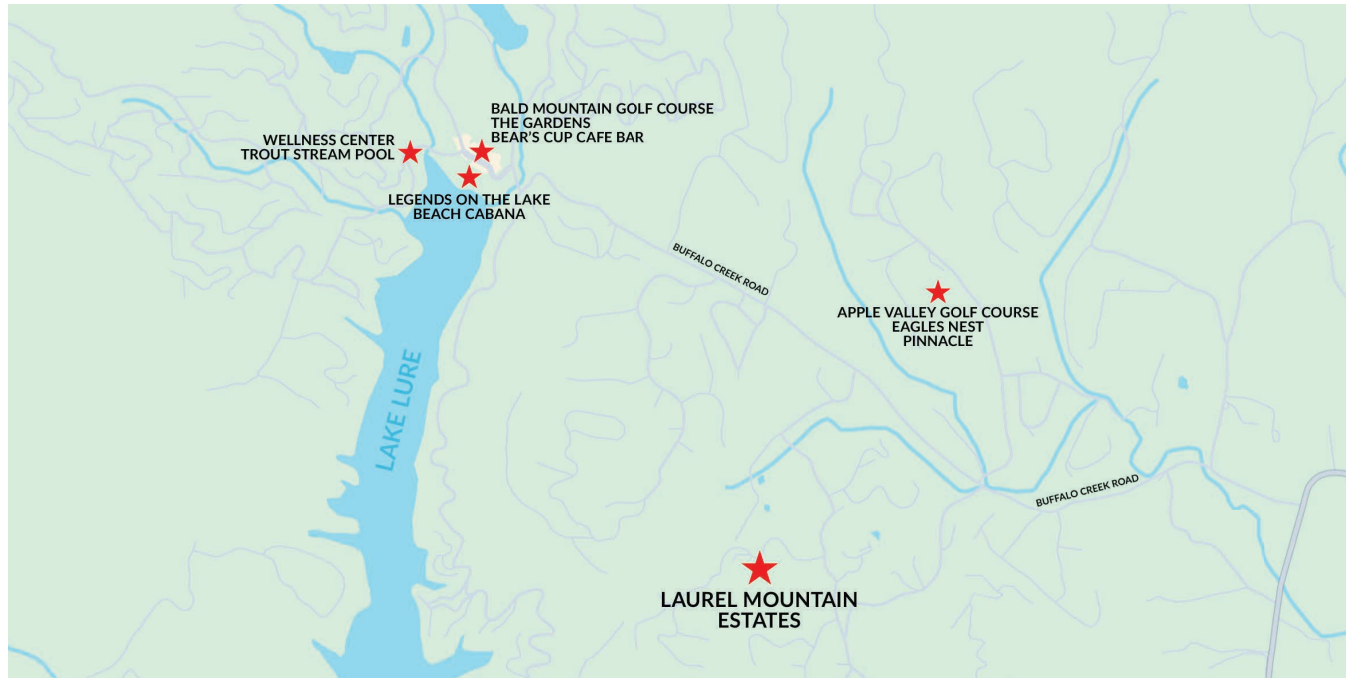 BALD MOUNTAIN GOLF COURSE
THE GARDENS
BEAR'S CUP CAFE BAR
WELLNESS CENTER
TROUT STREAM POOL
LEGENDS ON THE LAKE
BEACH CABANA
BUFFALO CREEK ROAD
APPLE VALLEY GOLF COURSE
EAGLES NEST
PINNACLE
LAKE LURE
BUFFALO CREEK ROAD
LAUREL MOUNTAIN
ESTATES